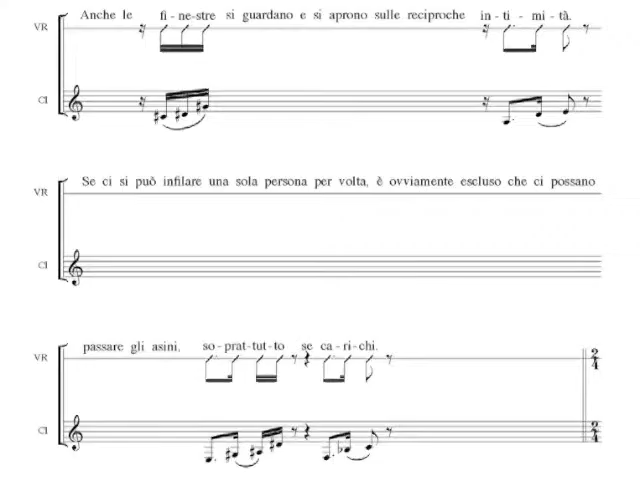 Anche le fi-ne-stre si guardano e si aprono sulle reciproche in-ti-mi-tà.
VR
Cl
Se ci si può infilare una sola persona per volta, è ovviamente escluso che ci possano
VR
Cl
passare gli asini, so-prat-tut-to se ca-ri-chi.
VR
2
4
Cl
2
4